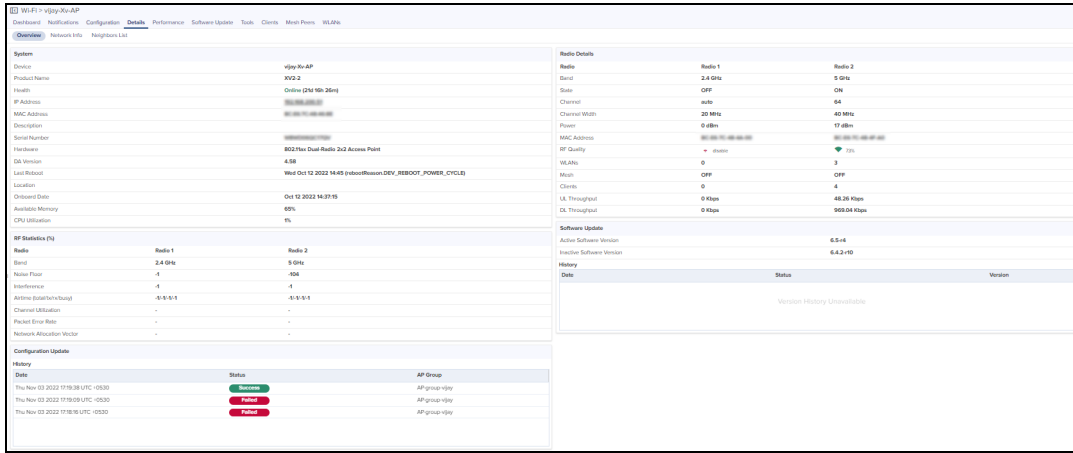 Wi-Fi > vijay-Xv-AP
Dashboard Notifications Configuration Details Performance Software Update Tools Clients Mesh Peers WLANs
Overview Network Info Neighbors List
System
Device vijay-Xv-AP
Product Name XV2-2
Health Online (21d 16h 26m)
IP Address
MAC Address
Description
Serial Number
Hardware 802.11ax Dual-Radio 2x2 Access Point
DA Version 4.58
Last Reboot Wed Oct 12 2022 14:45 (rebootReason.DEV_REBOOT_POWER_CYCLE)
Location
Onboard Date Oct 12 2022 14:37:15
Available Memory 65%
CPU Utilization 1%
RF Statistics (%)
Radio Radio 1 Radio 2
Band 2.4 GHz 5 GHz
Noise Floor -1 -104
Interference -1 -1
Airtime (total/tx/rx/busy) -1/-1/-1/-1 -1/-1/-1/-1
Channel Utilization - -
Packet Error Rate - -
Network Allocation Vector - -
Configuration Update
History
Date Status AP Group
Thu Nov 03 2022 17:19:38 UTC +0530 Success AP-group-vijay
Thu Nov 03 2022 17:19:09 UTC +0530 Failed AP-group-vijay
Thu Nov 03 2022 17:18:16 UTC +0530 Failed AP-group-vijay
Radio Details
Radio Radio 1 Radio 2
Band 2.4 GHz 5 GHz
State OFF ON
Channel auto 64
Channel Width 20 MHz 40 MHz
Power 0 dBm 17 dBm
MAC Address
RF Quality disable 73%
WLANs 0 3
Mesh OFF OFF
Clients 0 4
UL Throughput 0 Kbps 48.26 Kbps
DL Throughput 0 Kbps 969.04 Kbps
Software Update
Active Software Version 6.5-r4
Inactive Software Version 6.4.2-r10
History
Date Status Version
Version History Unavailable